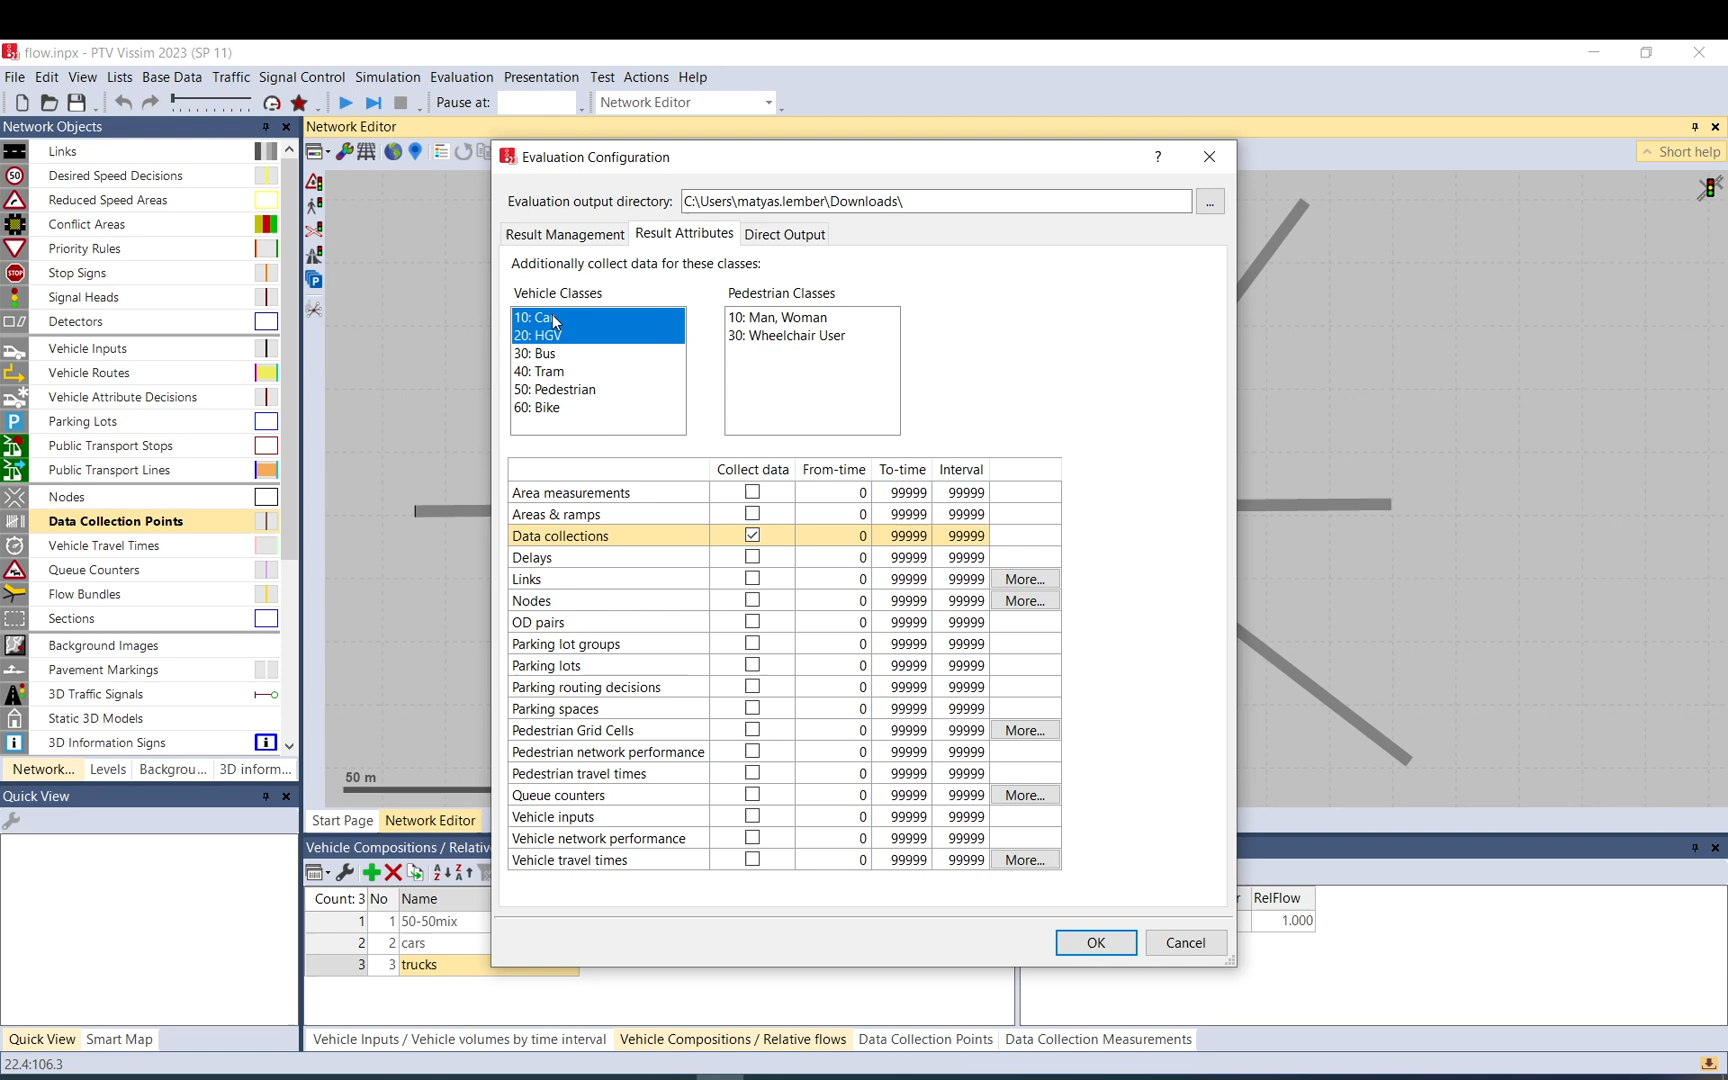 flow.inpx - PTV Vissim 2023 (SP 11)
File Edit View Lists Base Data Traffic Signal Control Simulation Evaluation Presentation Test Actions Help
Pause at: Network Editor
Network Objects
Network Editor
Short help
50 Links
Desired Speed Decisions
Reduced Speed Areas
Conflict Areas
Priority Rules
STOP Stop Signs
Signal Heads
Detectors
Vehicle Inputs
Vehicle Routes
Vehicle Attribute Decisions
P Parking Lots
Public Transport Stops
Public Transport Lines
Nodes
Data Collection Points
Vehicle Travel Times
Queue Counters
Flow Bundles
Sections
Background Images
Pavement Markings
3D Traffic Signals
Static 3D Models
3D Information Signs
Network... Levels Backgrou... 3D inform...
Quick View
Quick View Smart Map
22.4:106.3
50 m
Start Page Network Editor
Evaluation Configuration
Evaluation output directory: C:\Users\matyas.lember\Downloads\ ...
Result Management Result Attributes Direct Output
Additionally collect data for these classes:
Vehicle Classes Pedestrian Classes
10: Ca 10: Man, Woman
20: HGV 30: Wheelchair User
30: Bus
40: Tram
50: Pedestrian
60: Bike
Collect data From-time To-time Interval
Area measurements 0 99999 99999
Areas & ramps 0 99999 99999
Data collections 0 99999 99999
Delays 0 99999 99999
Links 0 99999 99999 More...
Nodes 0 99999 99999 More...
OD pairs 0 99999 99999
Parking lot groups 0 99999 99999
Parking lots 0 99999 99999
Parking routing decisions 0 99999 99999
Parking spaces 0 99999 99999
Pedestrian Grid Cells 0 99999 99999 More...
Pedestrian network performance 0 99999 99999
Pedestrian travel times 0 99999 99999
Queue counters 0 99999 99999 More...
Vehicle inputs 0 99999 99999
Vehicle network performance 0 99999 99999
Vehicle travel times 0 99999 99999 More...
OK Cancel
Vehicle Compositions / Relativ
Count: 3 No Name
1 1 50-50mix
2 2 cars
3 3 trucks
r RelFlow
1.000
Vehicle Inputs / Vehicle volumes by time interval Vehicle Compositions / Relative flows Data Collection Points Data Collection Measurements